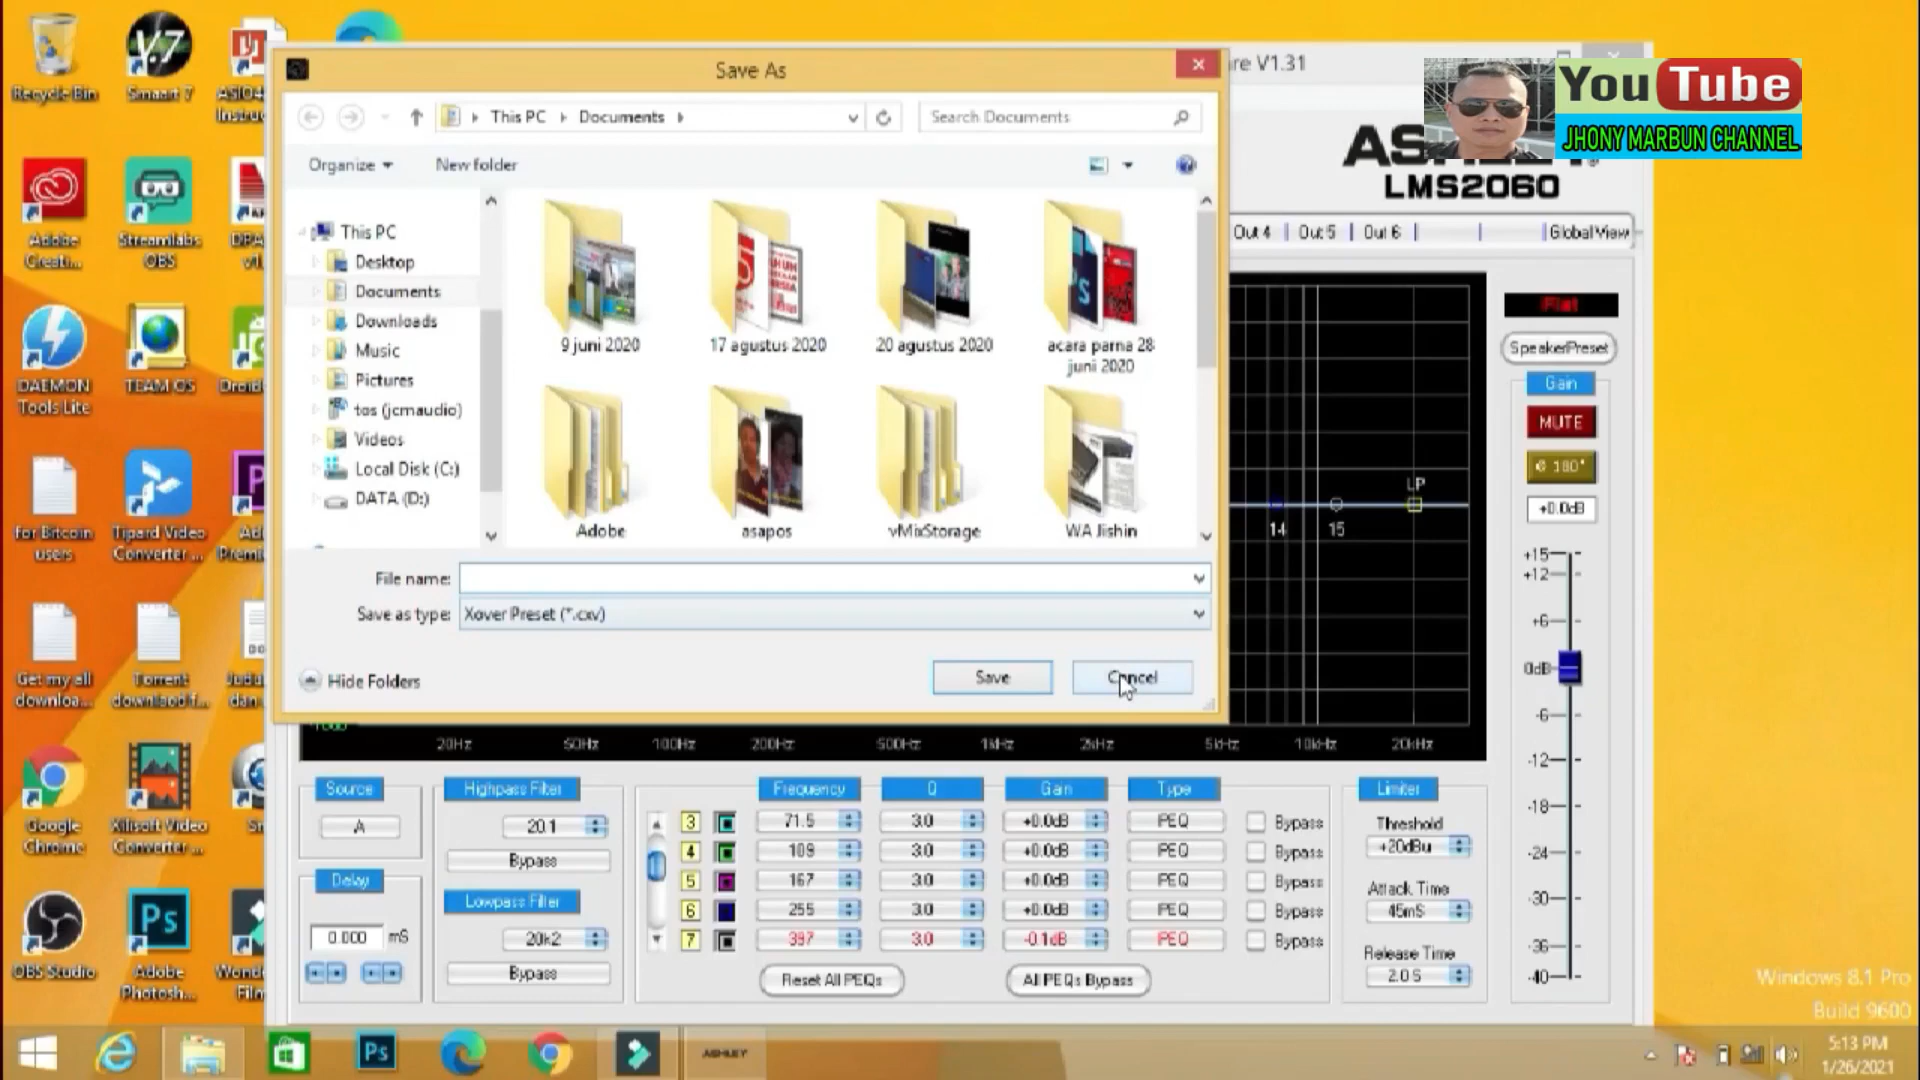 Recycle Bin
Smaart 7
Adobe
Creati...
Streamlabs
OBS
DAEMON
Tools Lite
TEAM OS
for Bitcoin
users
Tipard Video
Converter ...
Get my all
downloa...
Torrent
download f...
Google
Chrome
Xilisoft Video
Converter ...
OBS Studio
Adobe
Photosh...
Save As
This PC
Documents
Search Documents
Organize
New folder
This PC
Desktop
Documents
Downloads
Music
Pictures
tos (jcmaudio)
Videos
Local Disk (C:)
DATA (D:)
9 juni 2020
17 agustus 2020
20 agustus 2020
acara parna 28
juni 2020
Adobe
asapos
vMixStorage
WA Jishin
File name:
Save as type: Xover Preset (*.cxv)
Hide Folders
Save
Cancel
re V1.31
YouTube
JHONY MARBUN CHANNEL
LMS2060
Out 4 Out 5 Out 6 Global View
Flat
SpeakerPreset
Gain
MUTE
180°
+0.0dB
+15
+12
+6
0dB
-6
-12
-18
-24
-30
-36
-40
LP
14
15
20Hz 50Hz 100Hz 200Hz 500Hz 1kHz 2kHz 5kHz 10kHz 20kHz
Source
A
Delay
0.000 mS
Highpass Filter
20.1
Bypass
Lowpass Filter
20k2
Bypass
Frequency Q Gain Type
3 71.5 3.0 +0.0dB PEQ Bypass
4 109 3.0 +0.0dB PEQ Bypass
5 167 3.0 +0.0dB PEQ Bypass
6 255 3.0 +0.0dB PEQ Bypass
7 397 3.0 -0.1dB PEQ Bypass
Reset All PEQs
All PEQs Bypass
Limiter
Threshold
+20dBu
Attack Time
45mS
Release Time
2.0 S
Windows 8.1 Pro
Build 9600
Ps
ASHLEY
5:13 PM
1/26/2021